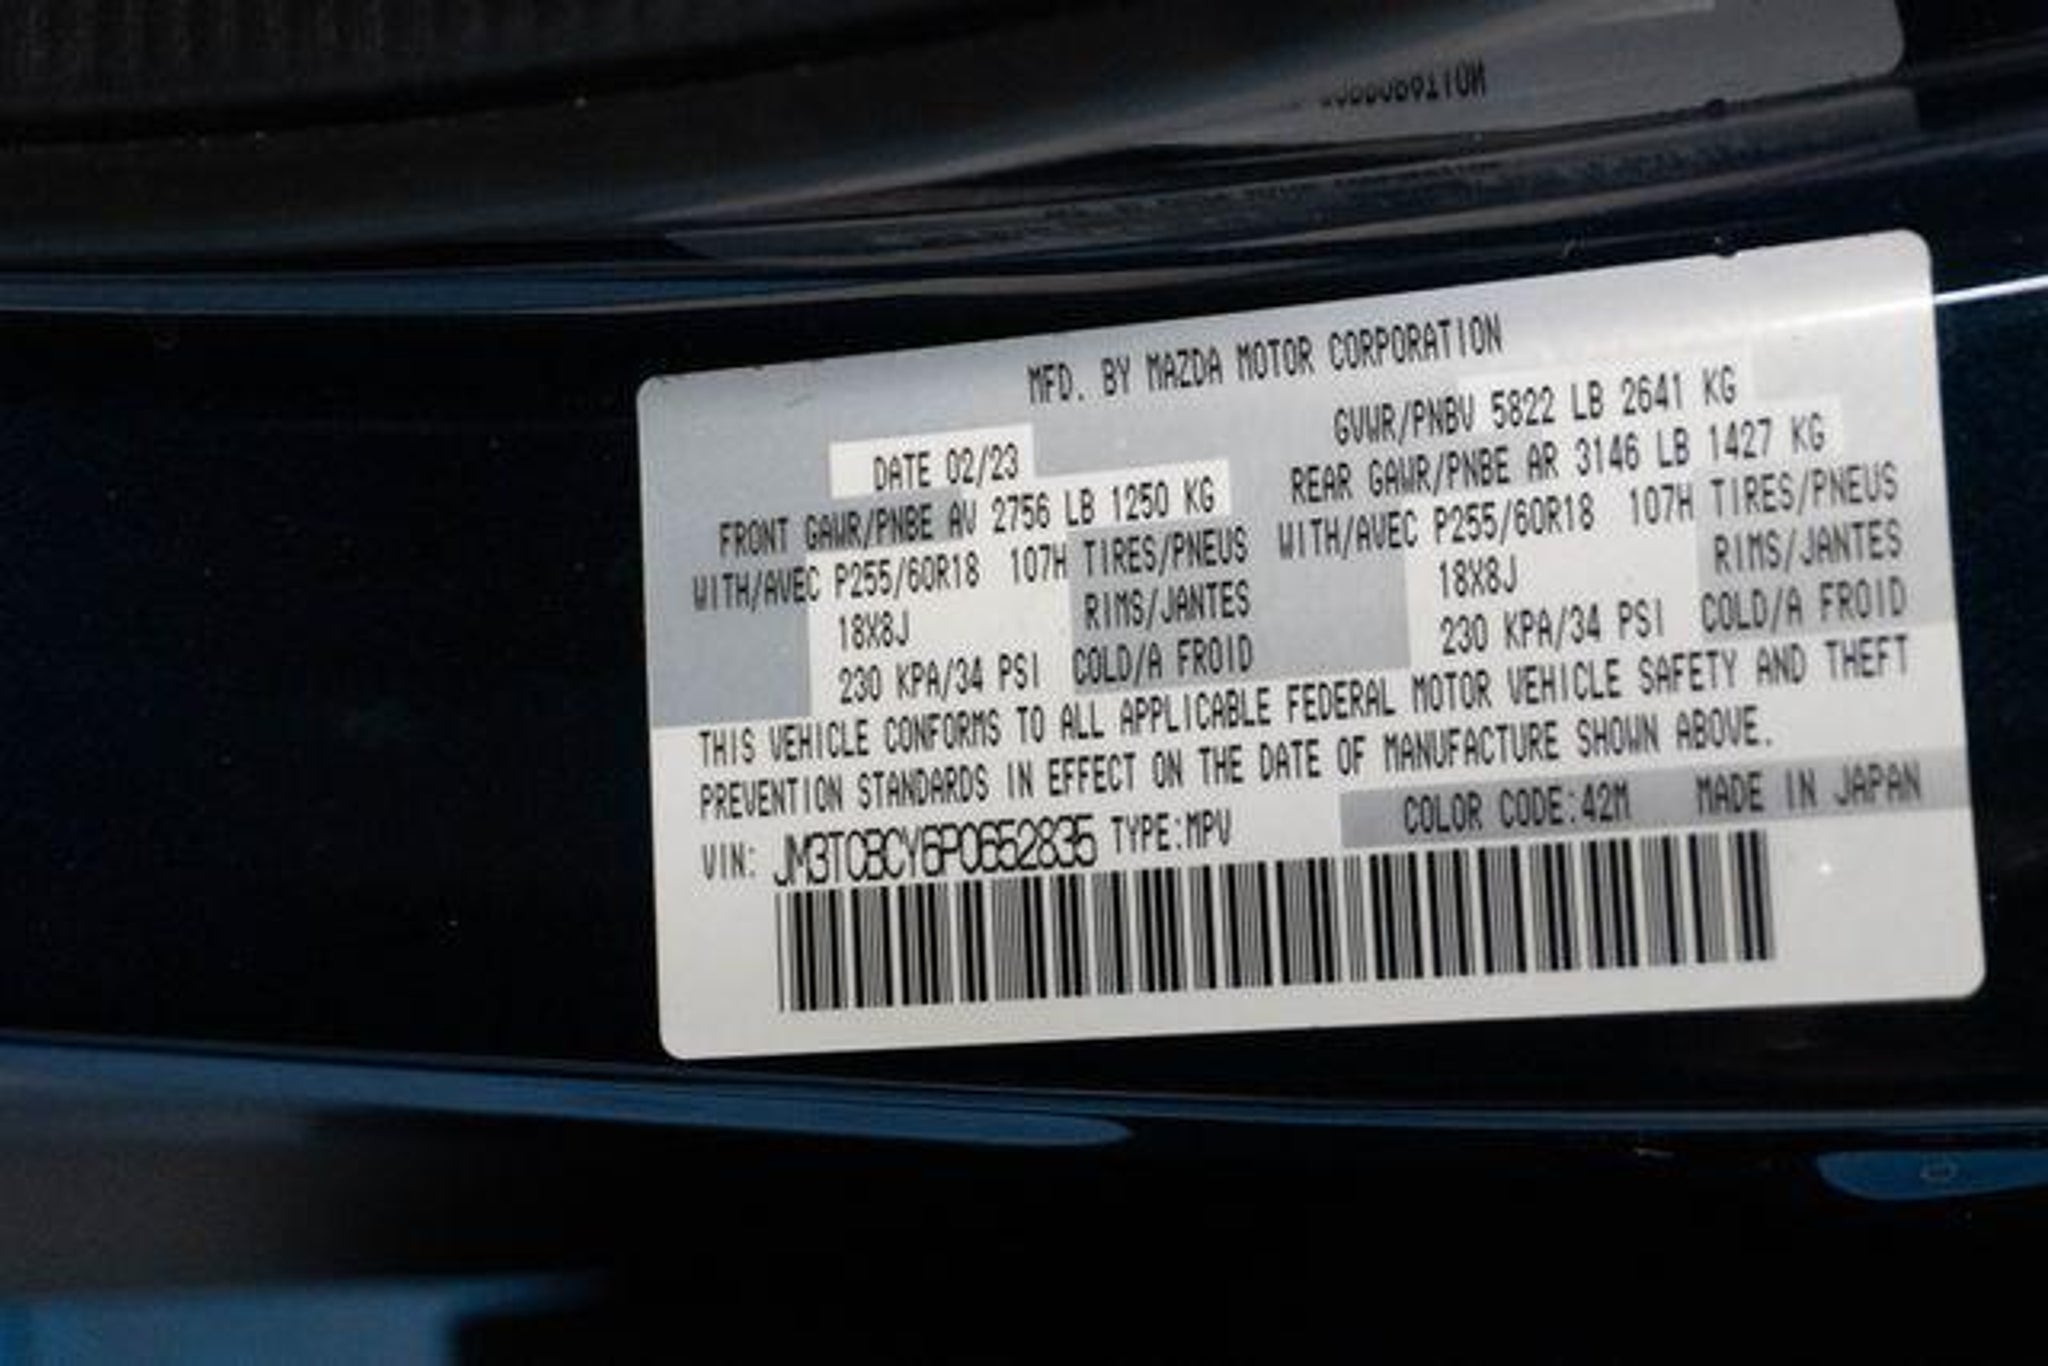 MFD. BY MAZDA MOTOR CORPORATION
DATE 02/23
GVWR/PNBV 5822 LB 2641 KG
FRONT GAWR/PNBE AV 2756 LB 1250 KG
REAR GAWR/PNBE AR 3146 LB 1427 KG
WITH/AVEC P255/60R18 107H TIRES/PNEUS
WITH/AVEC P255/60R18 107H TIRES/PNEUS
18X8J RIMS/JANTES
18X8J RIMS/JANTES
230 KPA/34 PSI COLD/A FROID
230 KPA/34 PSI COLD/A FROID
THIS VEHICLE CONFORMS TO ALL APPLICABLE FEDERAL MOTOR VEHICLE SAFETY AND THEFT
PREVENTION STANDARDS IN EFFECT ON THE DATE OF MANUFACTURE SHOWN ABOVE.
VIN: JM3TCBCY6P0652835 TYPE:MPV COLOR CODE:42M MADE IN JAPAN